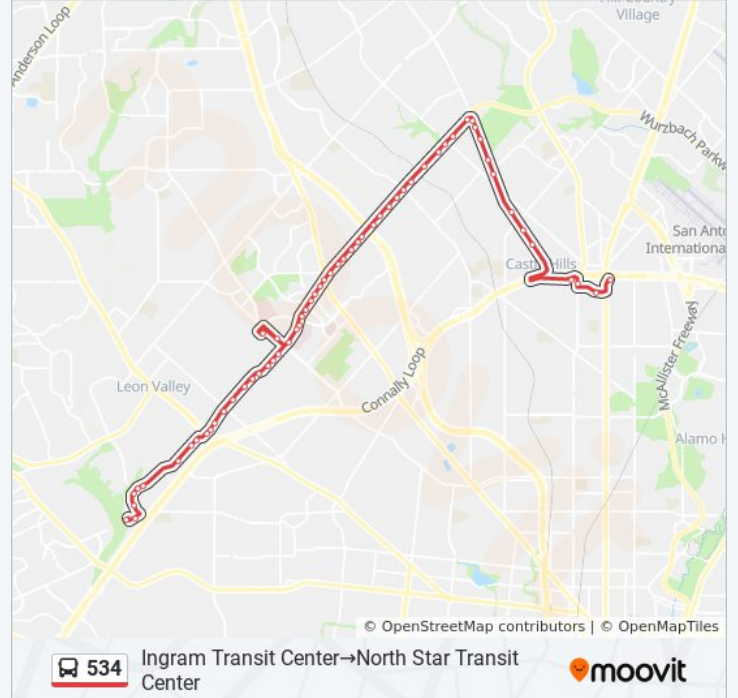 Hill Country
Village
Anderson Loop
Wurzbach Parkw
San Anto
Internationa
Castle Hills
McAllister Freeway
Connally Loop
Leon Valley
Alamo H
© OpenStreetMap contributors | © OpenMapTiles
534
Ingram Transit Center→North Star Transit
Center
moovit